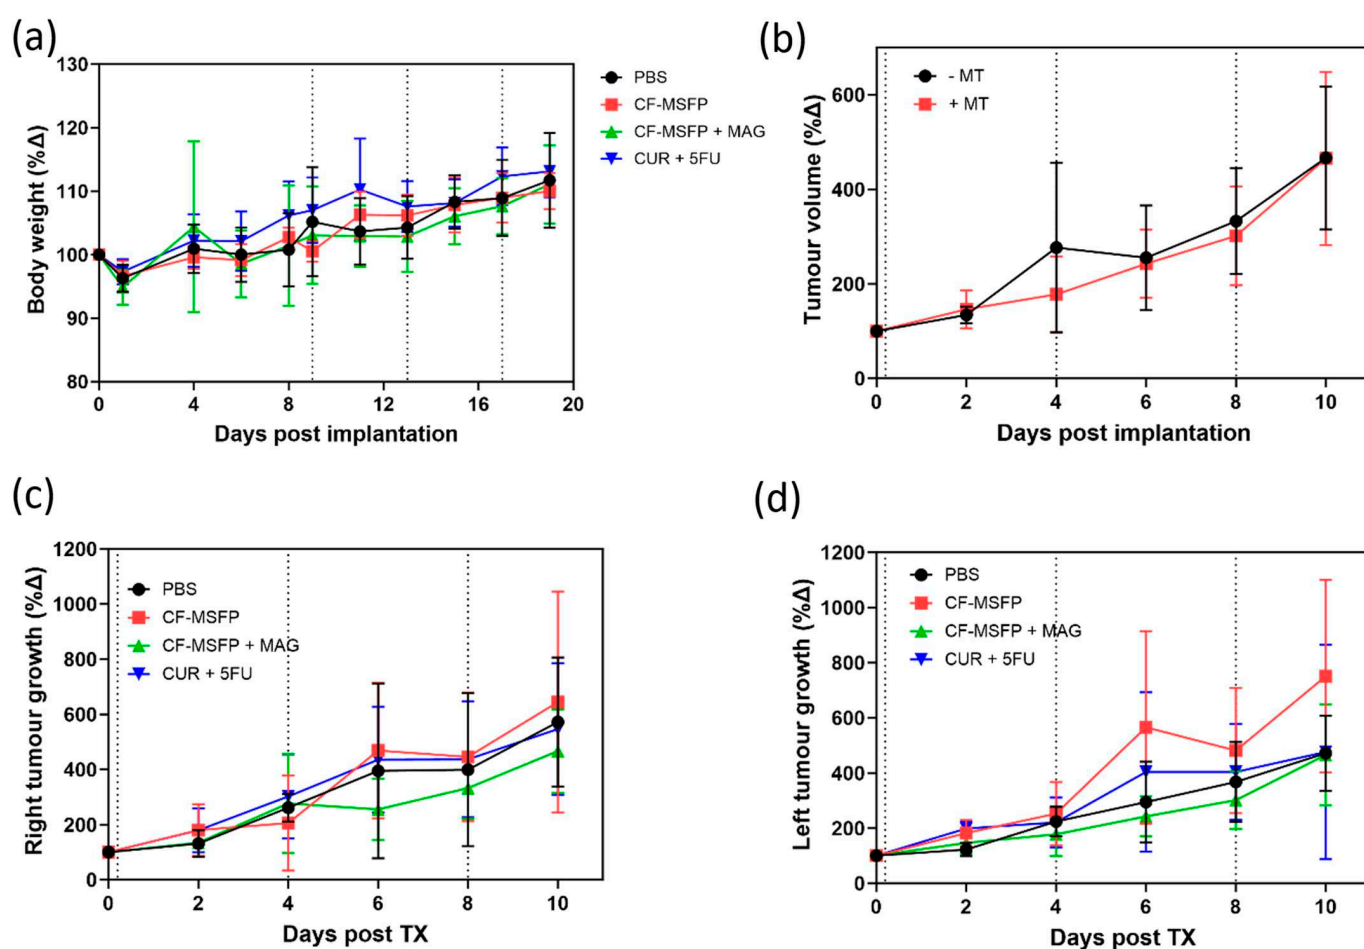 (a)
Body weight (%Δ)
130
120
110
100
90
80
0 4 8 12 16 20
Days post implantation
PBS
CF-MSFP
CF-MSFP + MAG
CUR + 5FU
(b)
Tumour volume (%Δ)
600
400
200
0
0 2 4 6 8 10
Days post implantation
- MT
+ MT
(c)
Right tumour growth (%Δ)
1200
1000
800
600
400
200
0
0 2 4 6 8 10
Days post TX
PBS
CF-MSFP
CF-MSFP + MAG
CUR + 5FU
(d)
Left tumour growth (%Δ)
1200
1000
800
600
400
200
0
0 2 4 6 8 10
Days post TX
PBS
CF-MSFP
CF-MSFP + MAG
CUR + 5FU